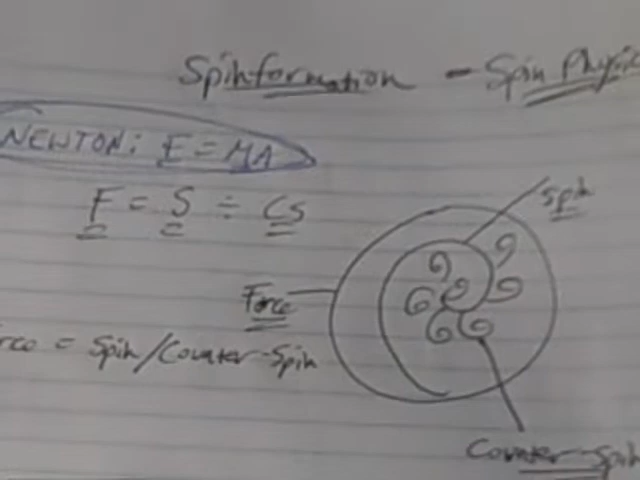 Spinformation - Spin Physic
NEWTON: F = MA
F = S ÷ Cs
Spin
Force
rce = Spin/Counter-Spin
Counter-Spin